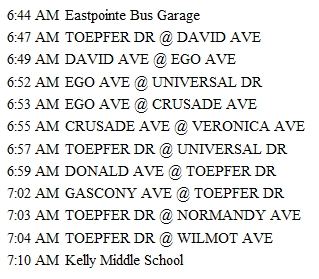 6:44 AM Eastpointe Bus Garage
6:47 AM TOEPFER DR @ DAVID AVE
6:49 AM DAVID AVE @ EGO AVE
6:52 AM EGO AVE @ UNIVERSAL DR
6:53 AM EGO AVE @ CRUSADE AVE
6:55 AM CRUSADE AVE @ VERONICA AVE
6:57 AM TOEPFER DR @ UNIVERSAL DR
6:59 AM DONALD AVE @ TOEPFER DR
7:02 AM GASCONY AVE @ TOEPFER DR
7:03 AM TOEPFER DR @ NORMANDY AVE
7:04 AM TOEPFER DR @ WILMOT AVE
7:10 AM Kelly Middle School